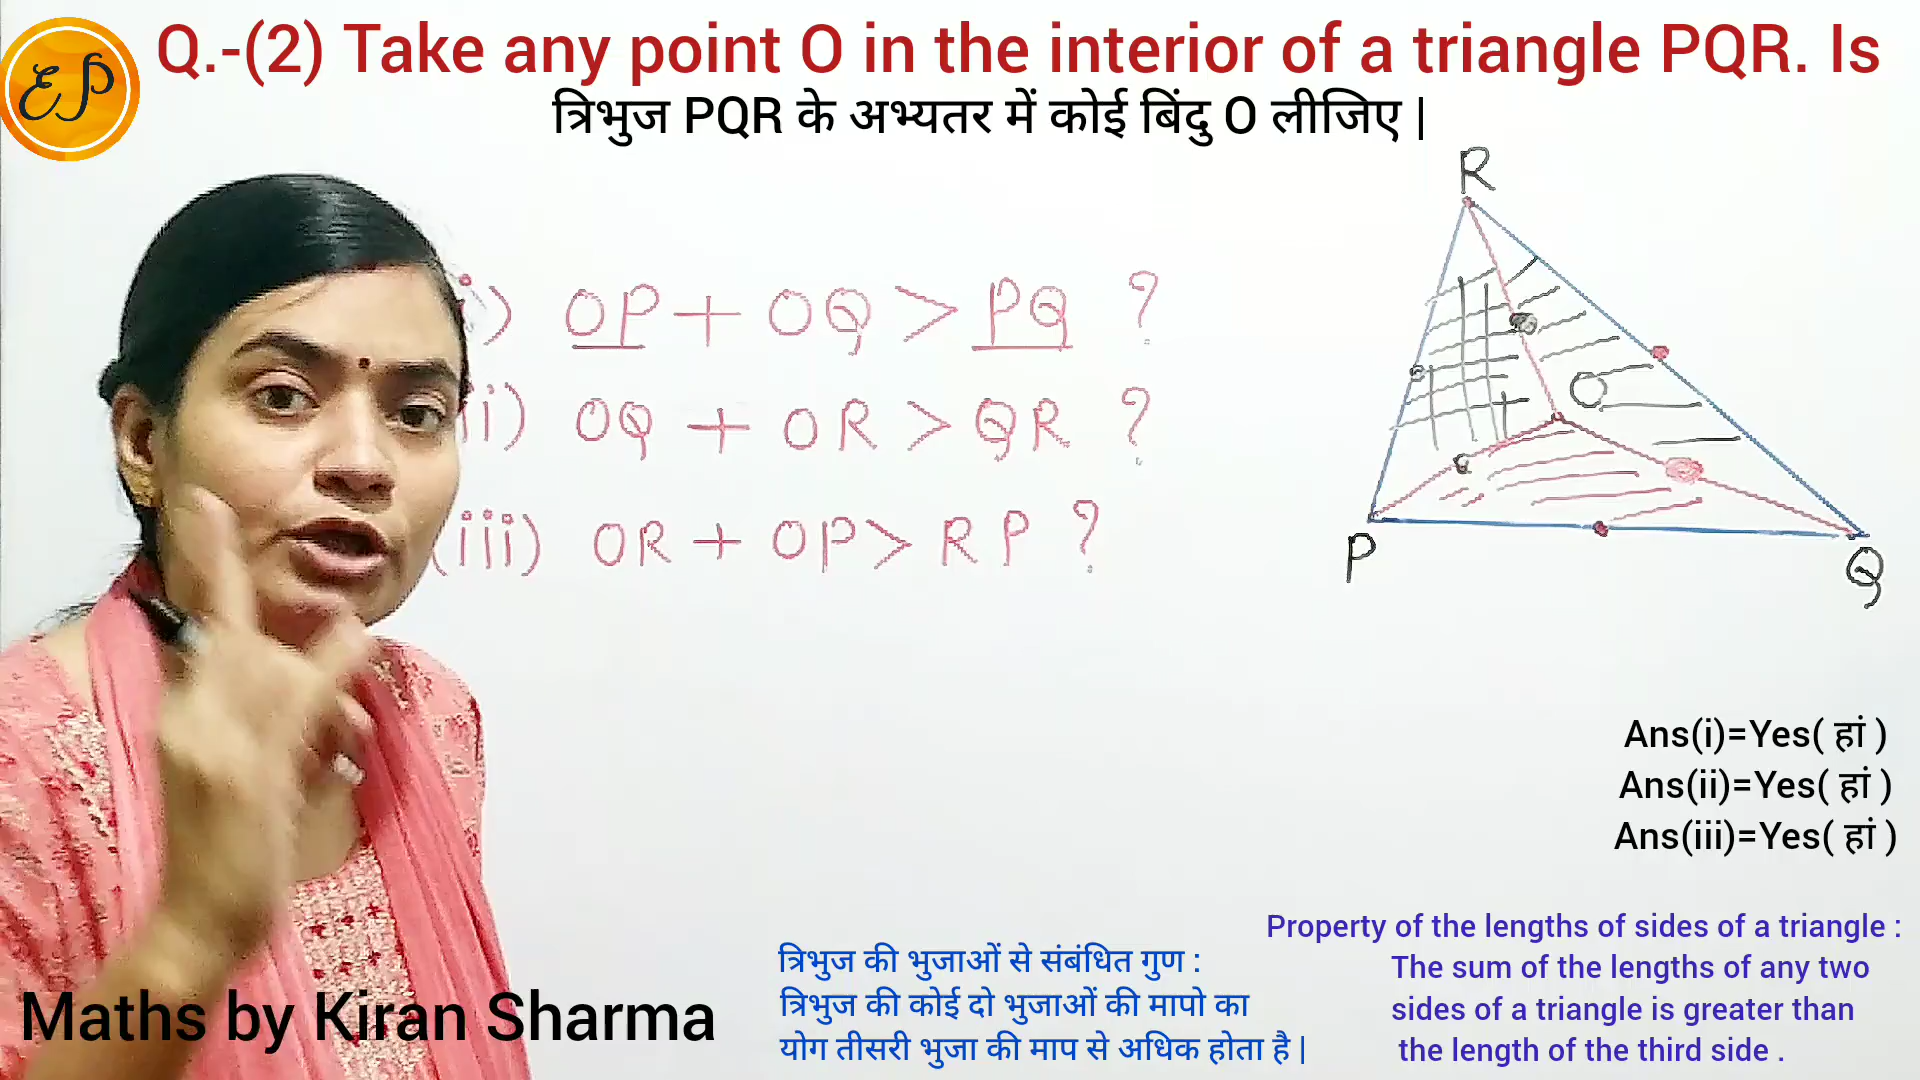 EP
Q.-(2) Take any point O in the interior of a triangle PQR. Is
त्रिभुज PQR के अभ्यतर में कोई बिंदु O लीजिए |
i) OP + OQ > PQ ?
ii) OQ + OR > QR ?
(iii) OR + OP > RP ?
R
O
P
Q
Ans(i)=Yes( हां )
Ans(ii)=Yes( हां )
Ans(iii)=Yes( हां )
Property of the lengths of sides of a triangle :
The sum of the lengths of any two
sides of a triangle is greater than
the length of the third side .
त्रिभुज की भुजाओं से संबंधित गुण :
त्रिभुज की कोई दो भुजाओं की मापो का
योग तीसरी भुजा की माप से अधिक होता है |
Maths by Kiran Sharma